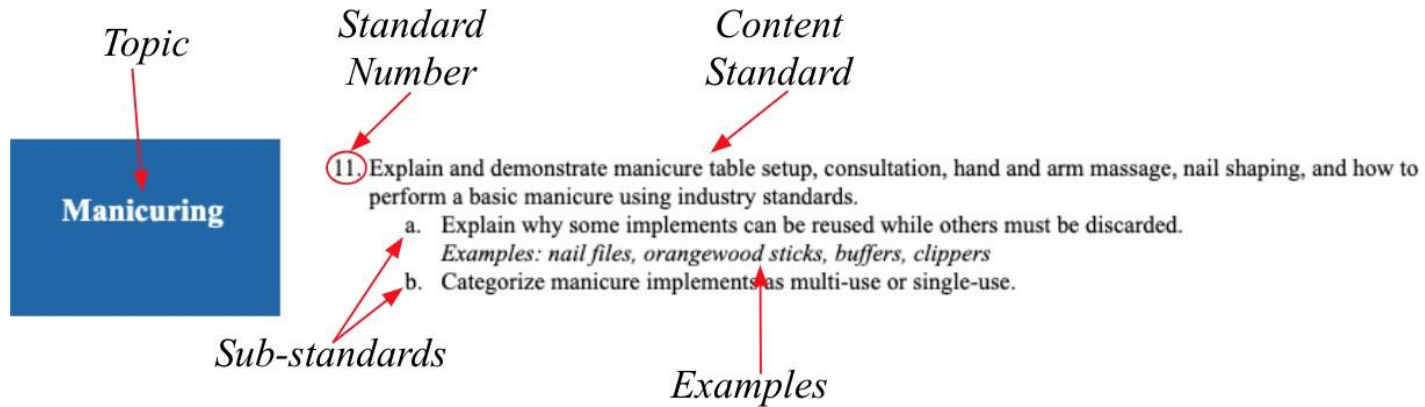 Topic
Standard
Number
Content
Standard
Manicuring
11. Explain and demonstrate manicure table setup, consultation, hand and arm massage, nail shaping, and how to
perform a basic manicure using industry standards.
a. Explain why some implements can be reused while others must be discarded.
Examples: nail files, orangewood sticks, buffers, clippers
b. Categorize manicure implements as multi-use or single-use.
Sub-standards
Examples